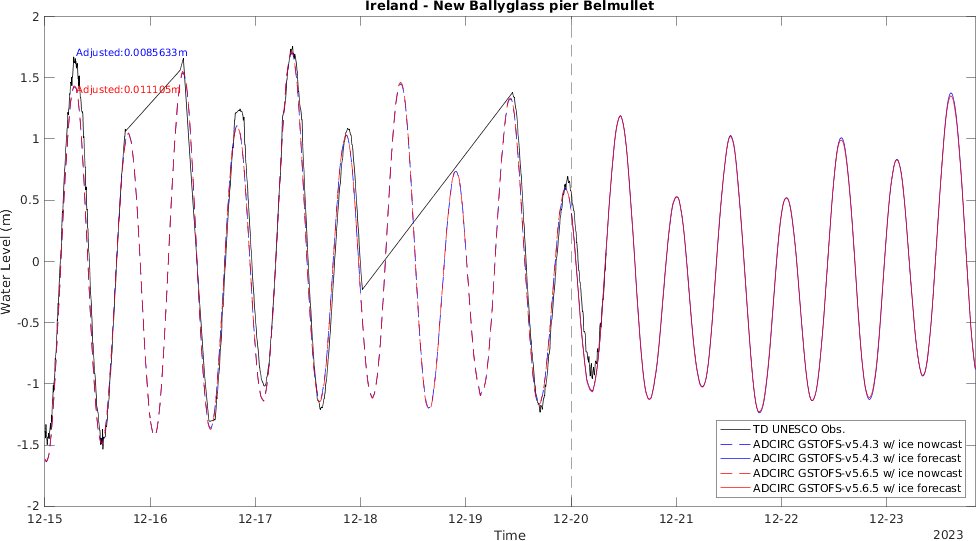 Ireland - New Ballyglass pier Belmullet
Adjusted:0.0085633m
Adjusted:0.011105m
2
1.5
1
0.5
0
-0.5
-1
-1.5
-2
Water Level (m)
12-15 12-16 12-17 12-18 12-19 12-20 12-21 12-22 12-23
Time
2023
TD UNESCO Obs.
ADCIRC GSTOFS-v5.4.3 w/ ice nowcast
ADCIRC GSTOFS-v5.4.3 w/ ice forecast
ADCIRC GSTOFS-v5.6.5 w/ ice nowcast
ADCIRC GSTOFS-v5.6.5 w/ ice forecast